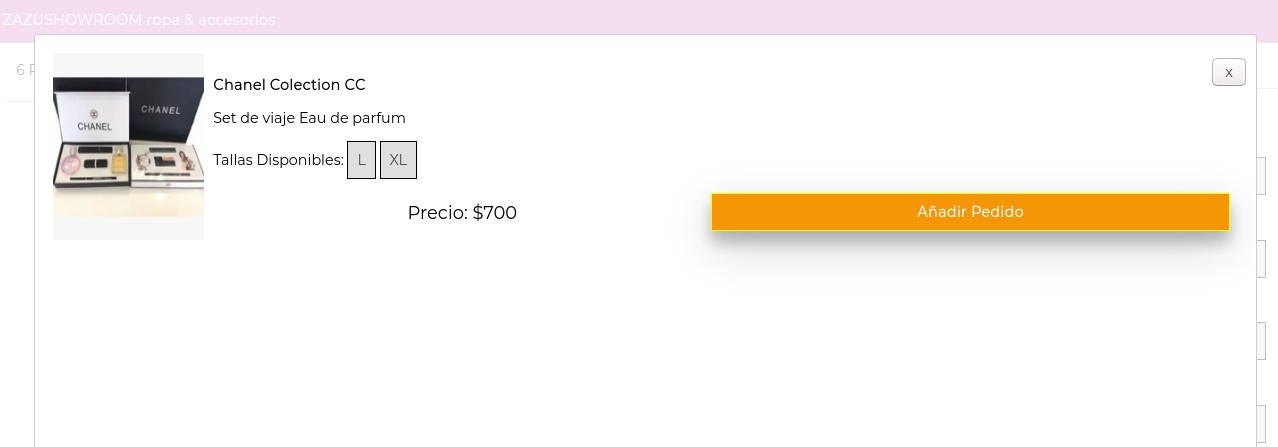 ZAZUSHOWROOM ropa & accesorios
6
x
CHANEL
CHANEL
Chanel Colection CC
Set de viaje Eau de parfum
Tallas Disponibles: L XL
Precio: $700
Añadir Pedido